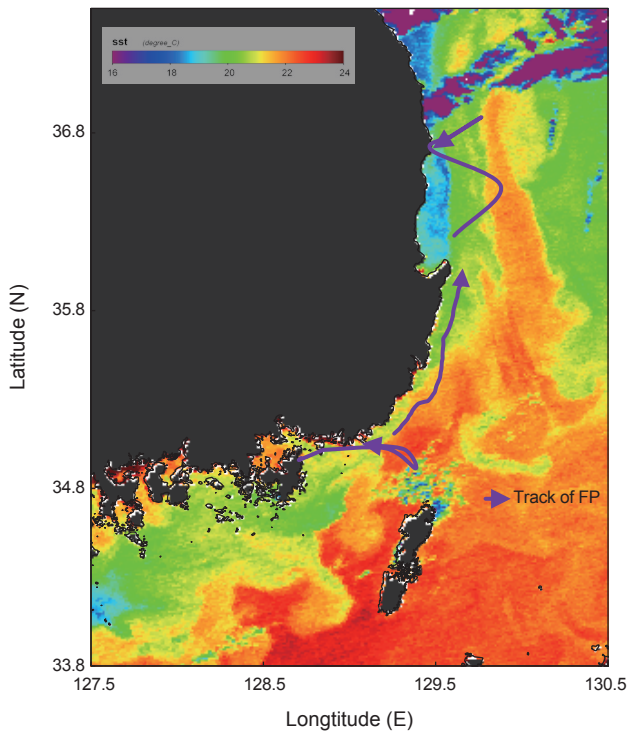 sst (degree_C)
16 18 20 22 24
36.8
35.8
34.8
33.8
Latitude (N)
Track of FP
127.5 128.5 129.5 130.5
Longtitude (E)